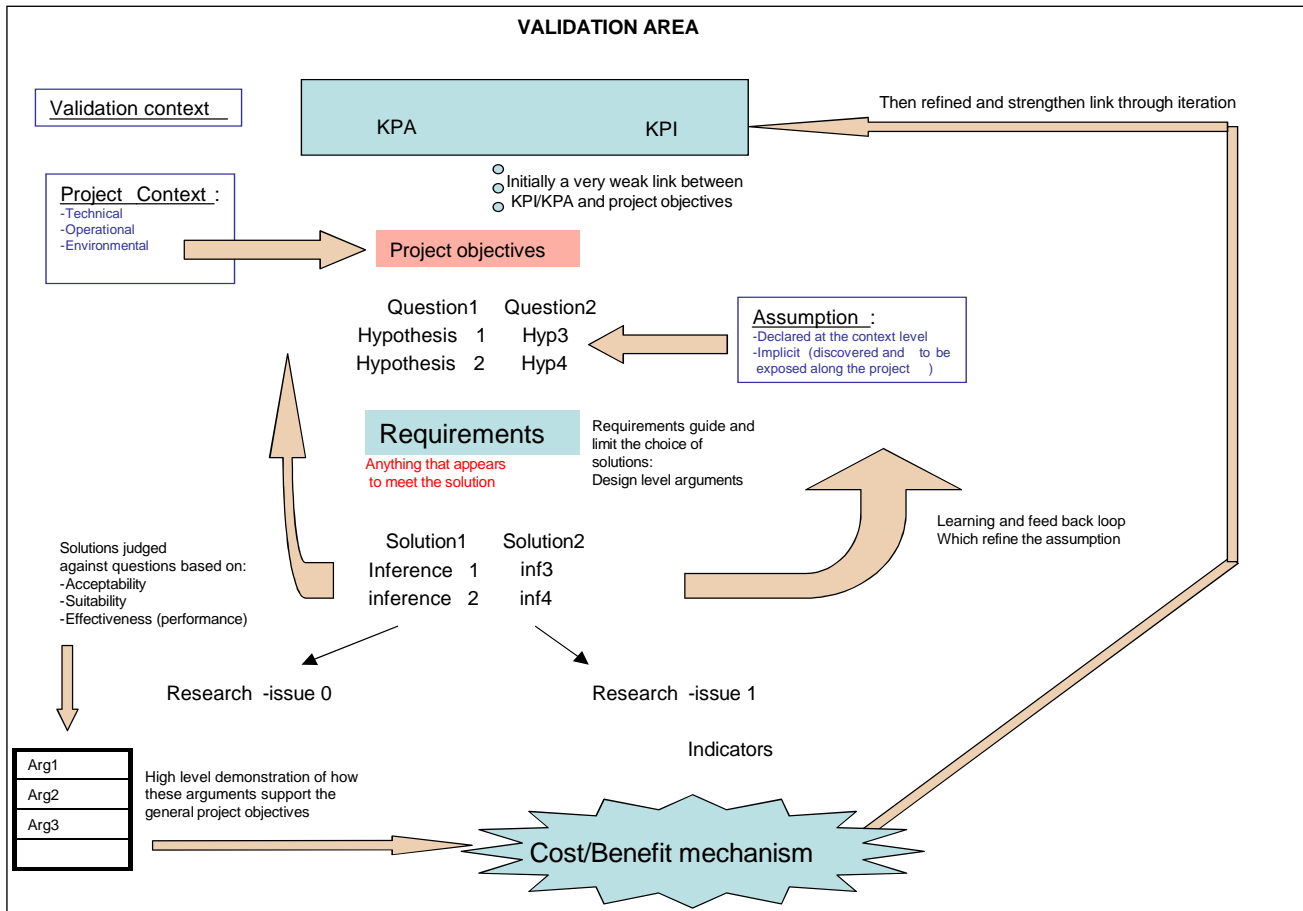 VALIDATION AREA
Validation context
KPA
KPI
Then refined and strengthen link through iteration
Initially a very weak link between
KPI/KPA and project objectives
Project Context :
-Technical
-Operational
-Environmental
Project objectives
Question1 Question2
Hypothesis 1 Hyp3
Hypothesis 2 Hyp4
Assumption :
-Declared at the context level
-Implicit (discovered and to be
exposed along the project )
Requirements
Anything that appears
to meet the solution
Requirements guide and
limit the choice of
solutions:
Design level arguments
Learning and feed back loop
Which refine the assumption
Solutions judged
against questions based on:
-Acceptability
-Suitability
-Effectiveness (performance)
Solution1 Solution2
Inference 1 inf3
inference 2 inf4
Research -issue 0
Research -issue 1
Indicators
Arg1
Arg2
Arg3
High level demonstration of how
these arguments support the
general project objectives
Cost/Benefit mechanism